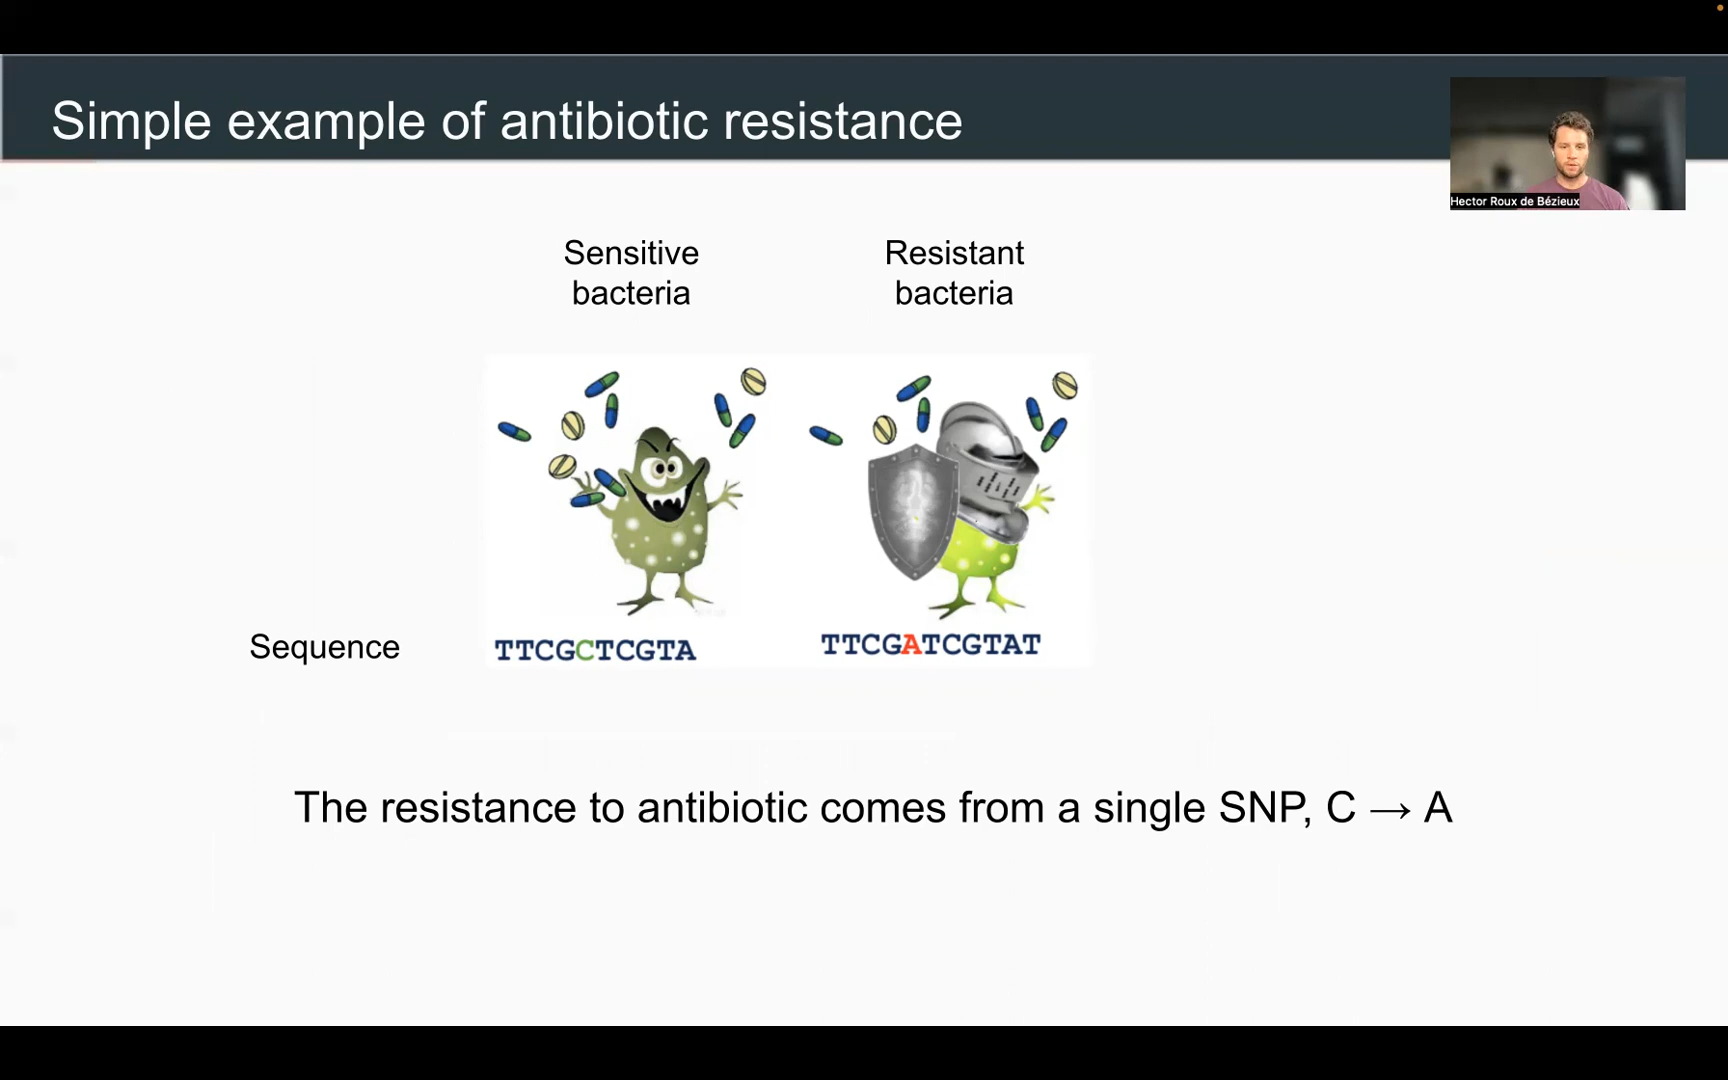 Simple example of antibiotic resistance
Hector Roux de Bézieux
Sensitive
bacteria
Resistant
bacteria
Sequence
TTCGCTCGTA
TTCGATCGTAT
The resistance to antibiotic comes from a single SNP, C → A